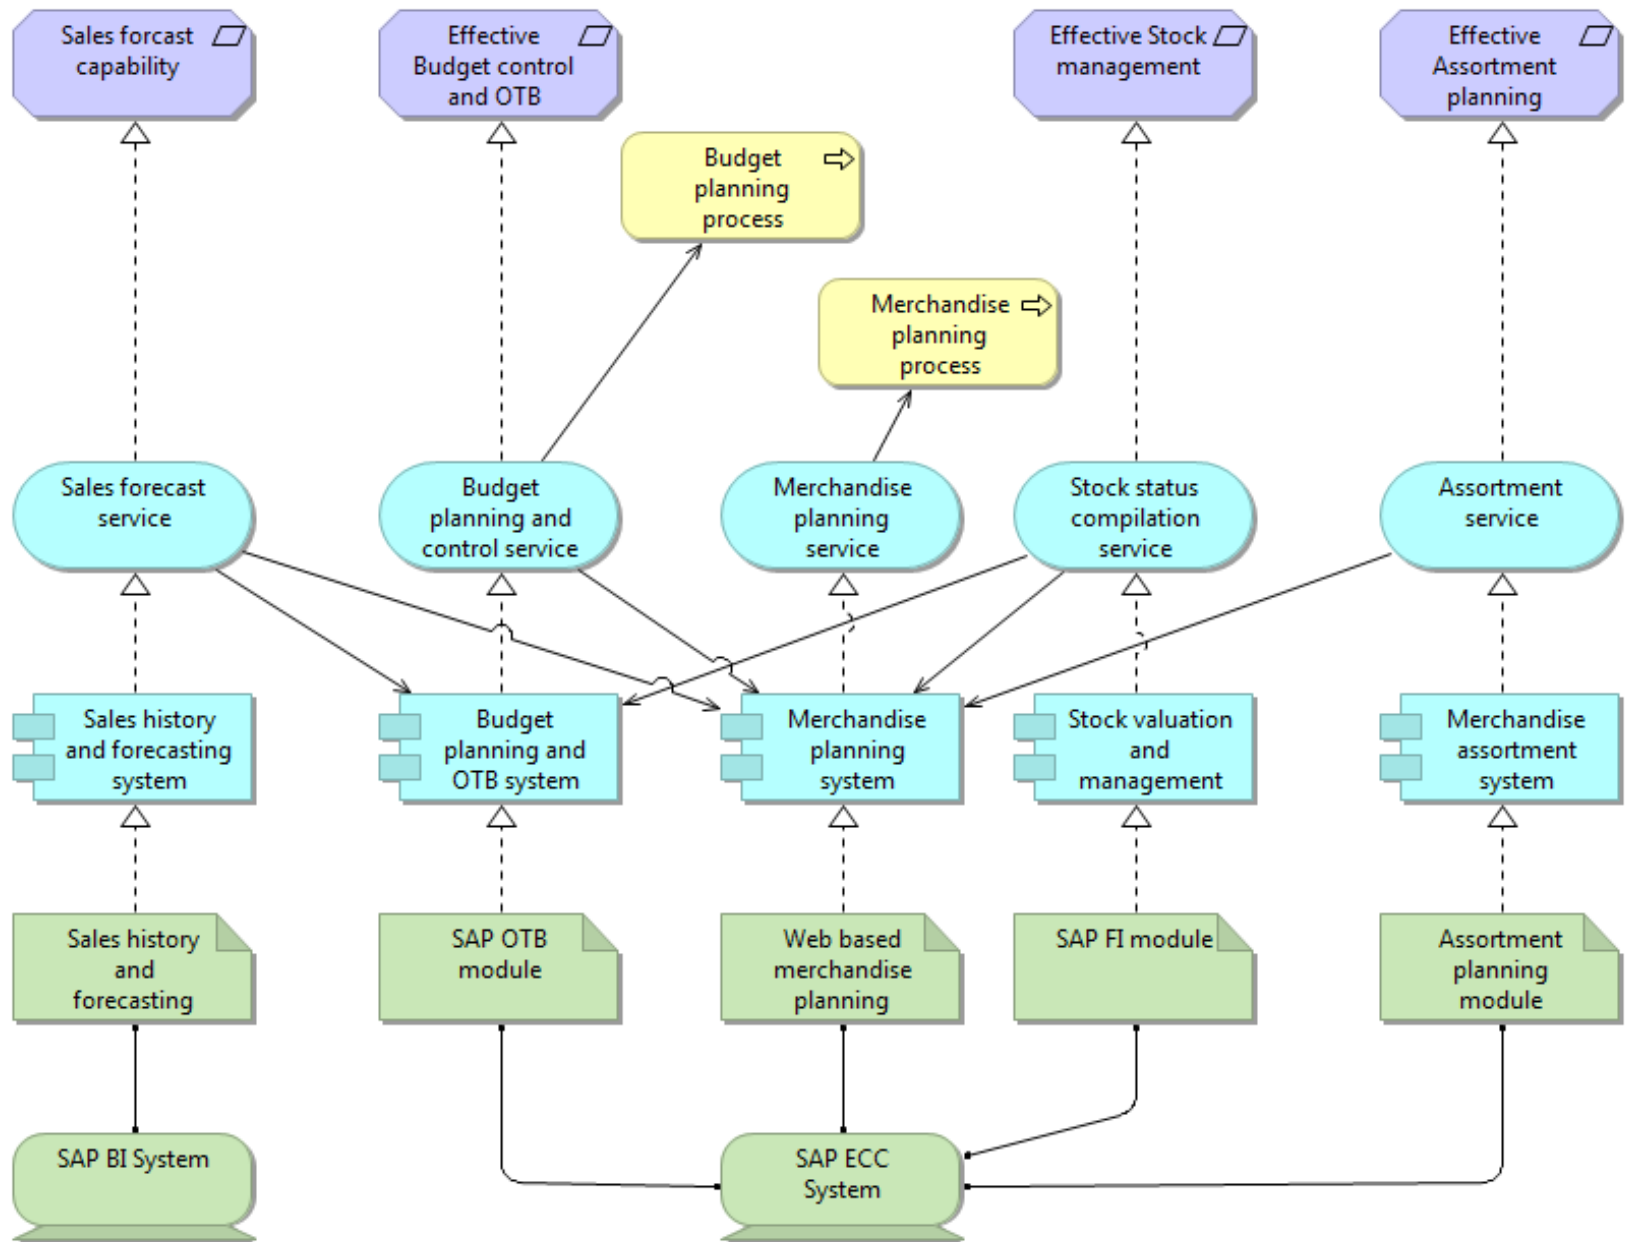 Sales forcast
capability
Effective
Budget control
and OTB
Effective Stock
management
Effective
Assortment
planning
Budget
planning
process
Merchandise
planning
process
Sales forecast
service
Budget
planning and
control service
Merchandise
planning
service
Stock status
compilation
service
Assortment
service
Sales history
and forecasting
system
Budget
planning and
OTB system
Merchandise
planning
system
Stock valuation
and
management
Merchandise
assortment
system
Sales history
and
forecasting
SAP OTB
module
Web based
merchandise
planning
SAP FI module
Assortment
planning
module
SAP BI System
SAP ECC
System